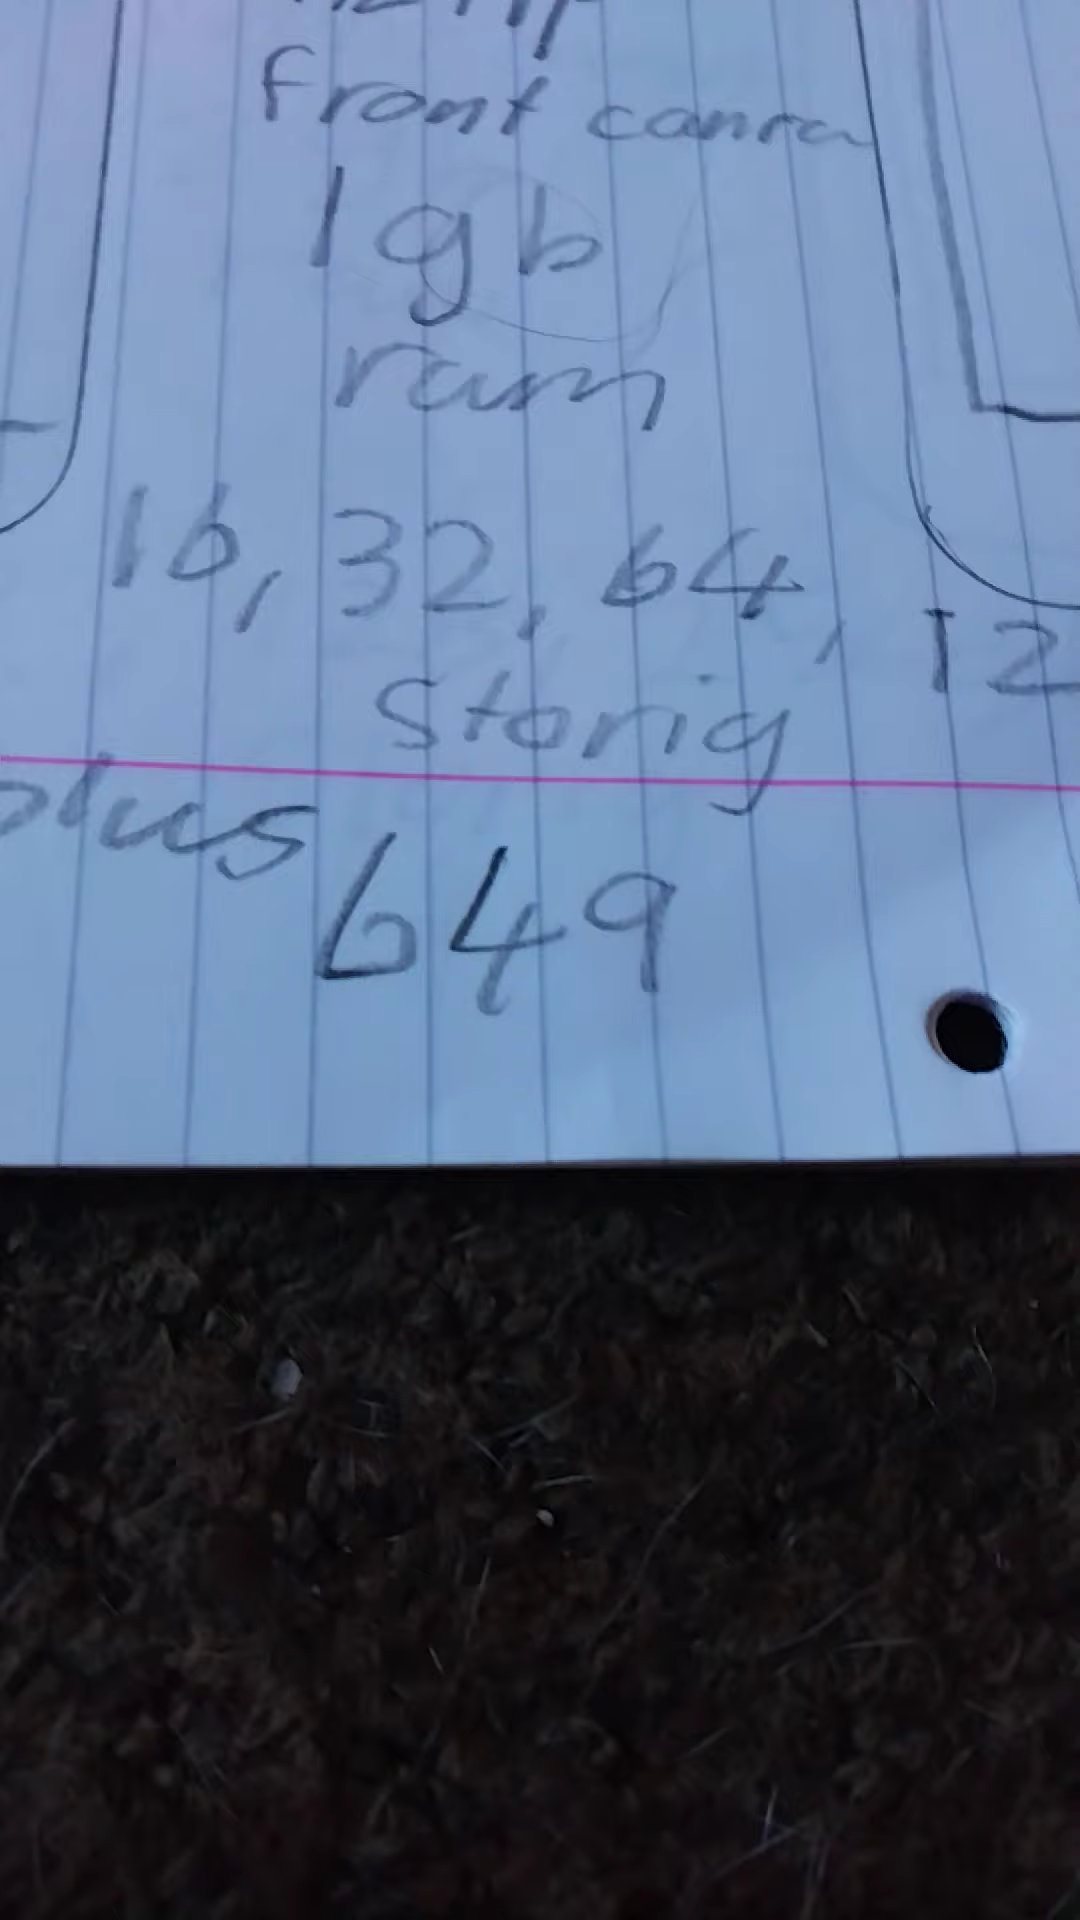 front camra
1gb
ram
16, 32, 64, 12
Storig
plus
649